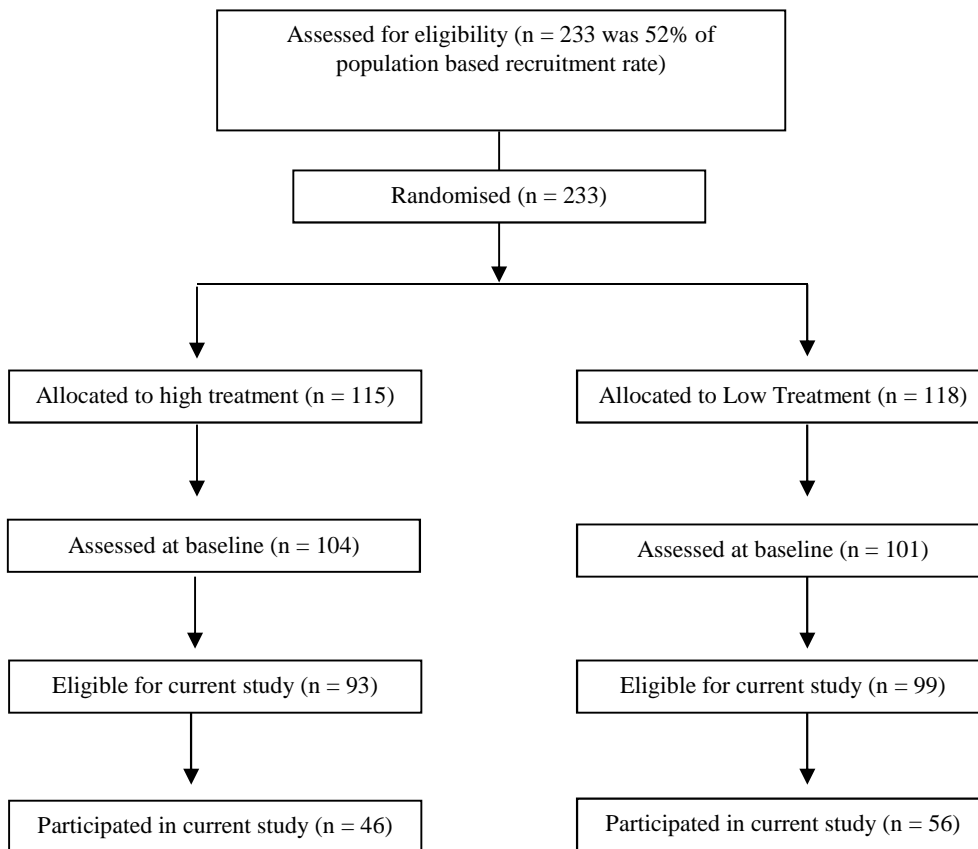 Assessed for eligibility (n = 233 was 52% of
population based recruitment rate)
Randomised (n = 233)
Allocated to high treatment (n = 115)
Allocated to Low Treatment (n = 118)
Assessed at baseline (n = 104)
Assessed at baseline (n = 101)
Eligible for current study (n = 93)
Eligible for current study (n = 99)
Participated in current study (n = 46)
Participated in current study (n = 56)